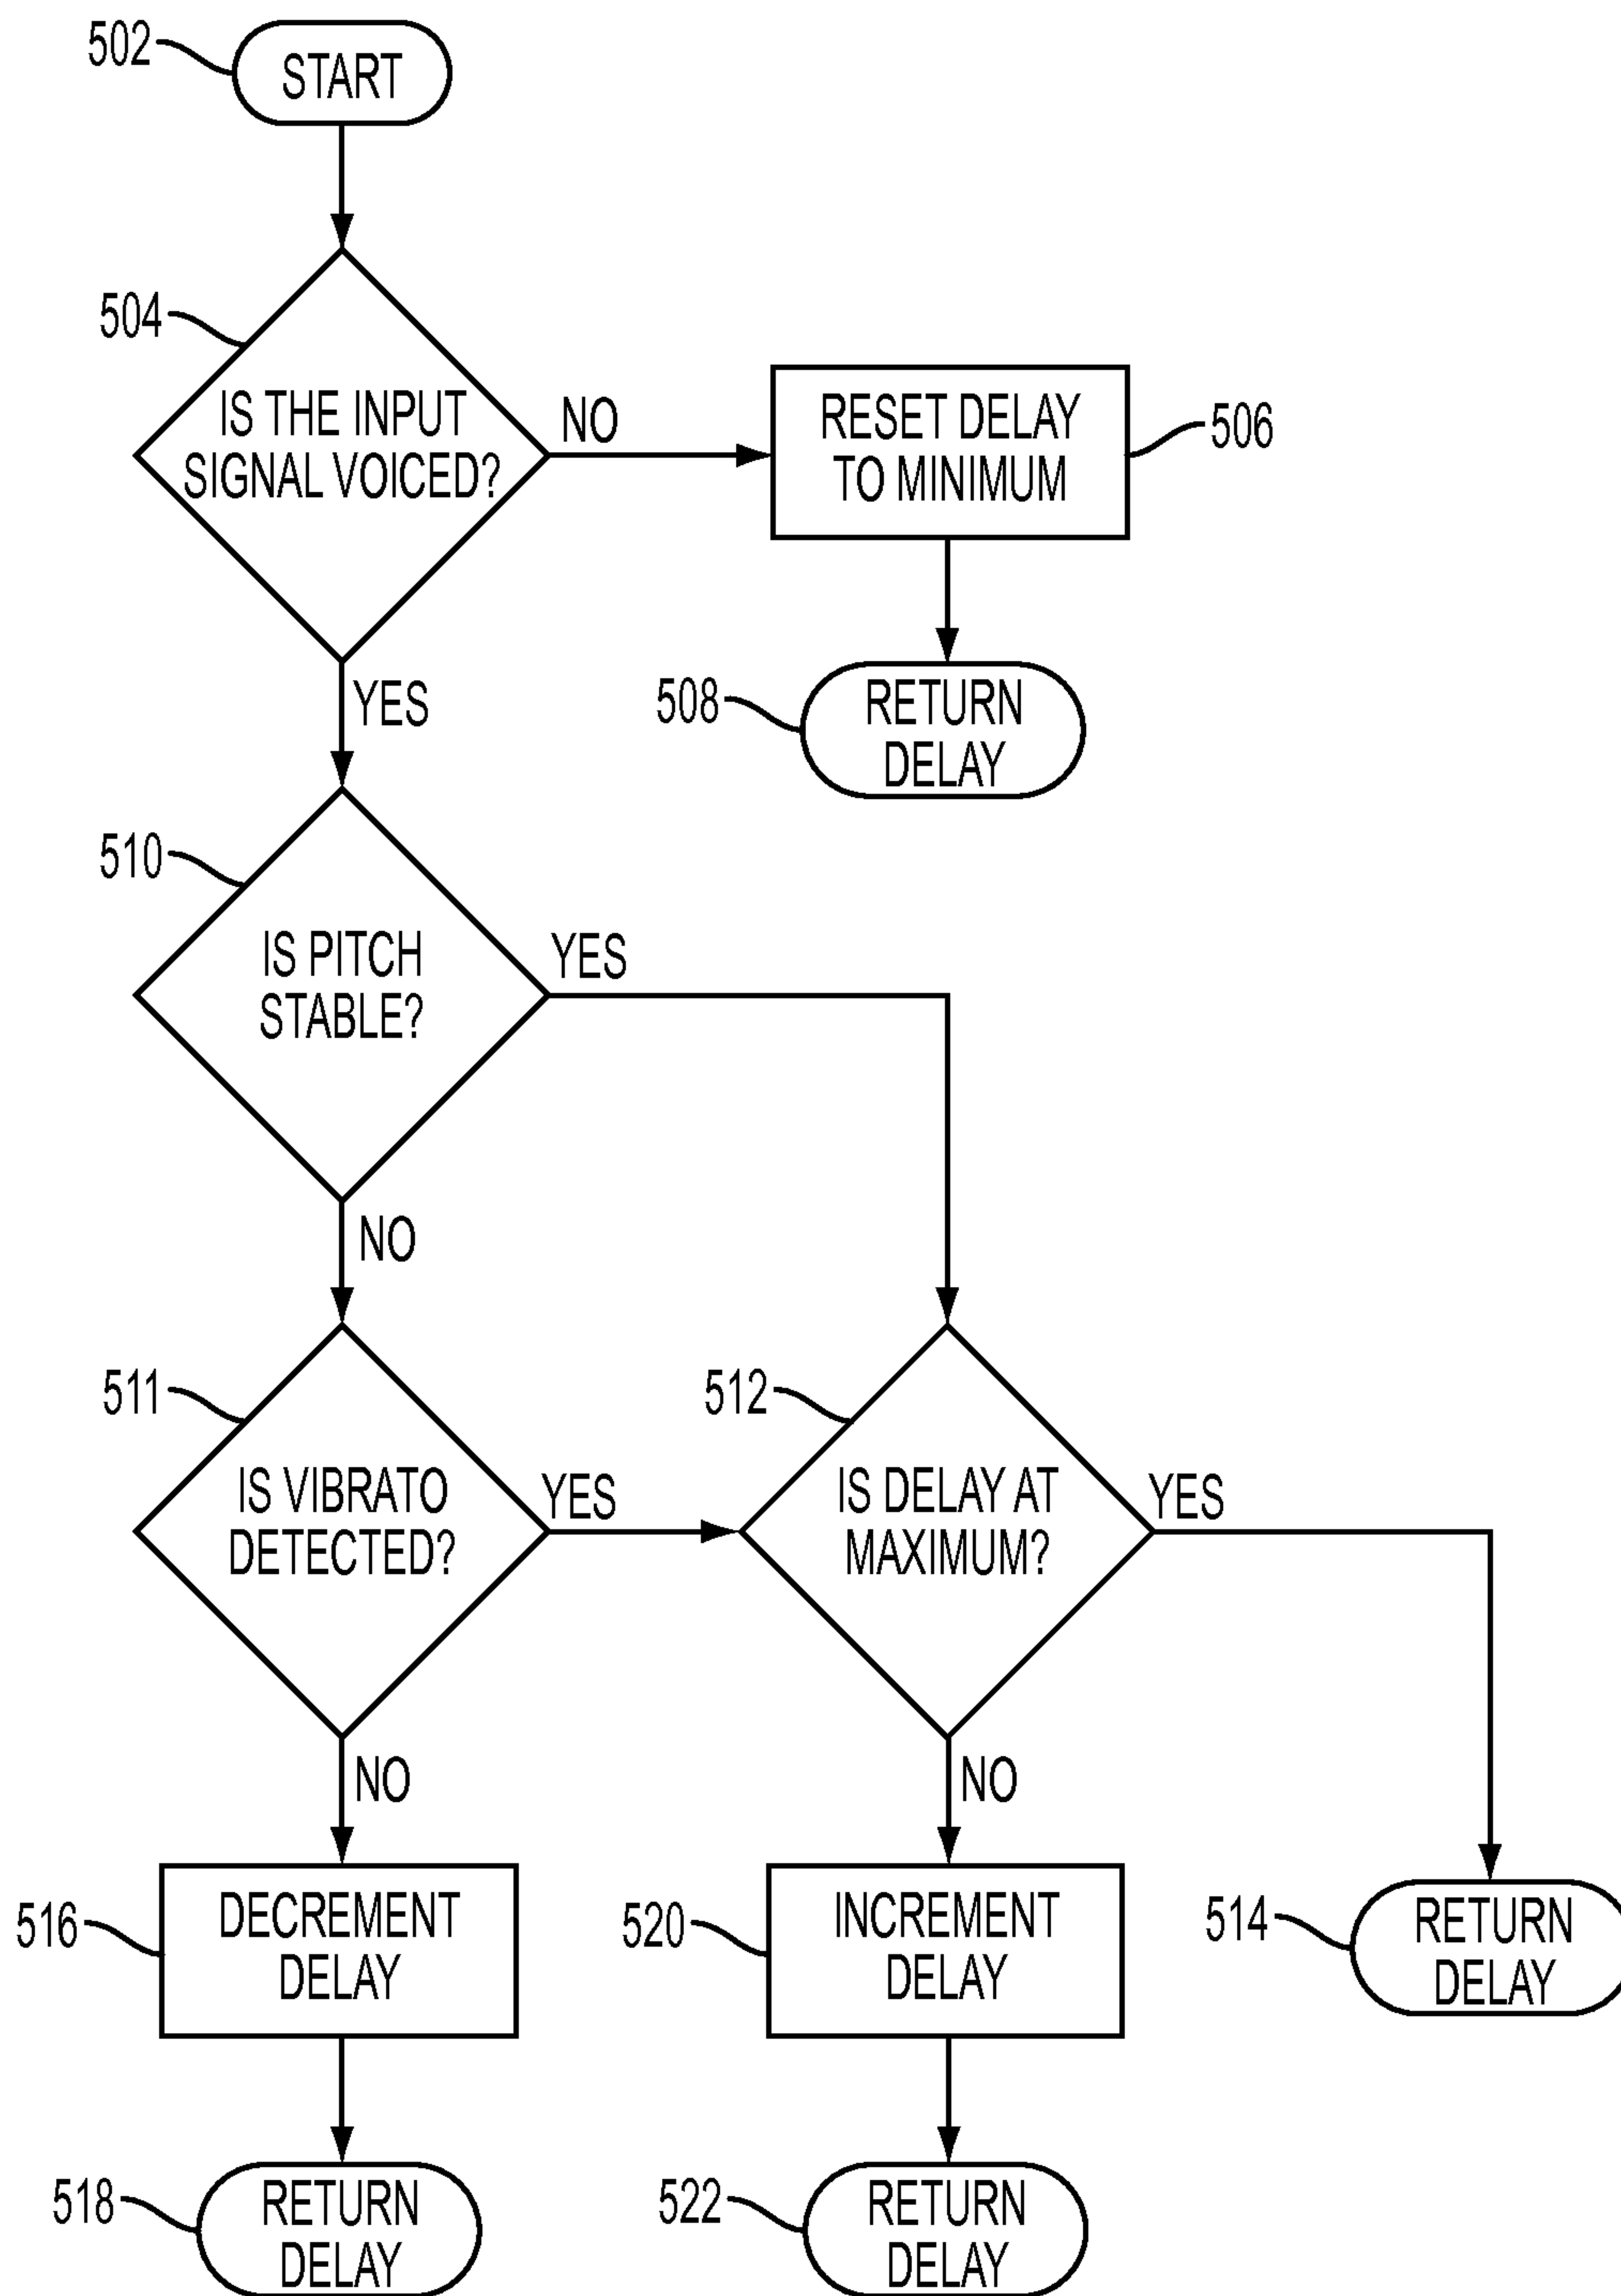 502
START
504
IS THE INPUT
SIGNAL VOICED?
NO
RESET DELAY
TO MINIMUM
506
YES
508
RETURN
DELAY
510
IS PITCH
STABLE?
YES
NO
511
IS VIBRATO
DETECTED?
YES
512
IS DELAY AT
MAXIMUM?
YES
NO
NO
516
DECREMENT
DELAY
520
INCREMENT
DELAY
514
RETURN
DELAY
518
RETURN
DELAY
522
RETURN
DELAY